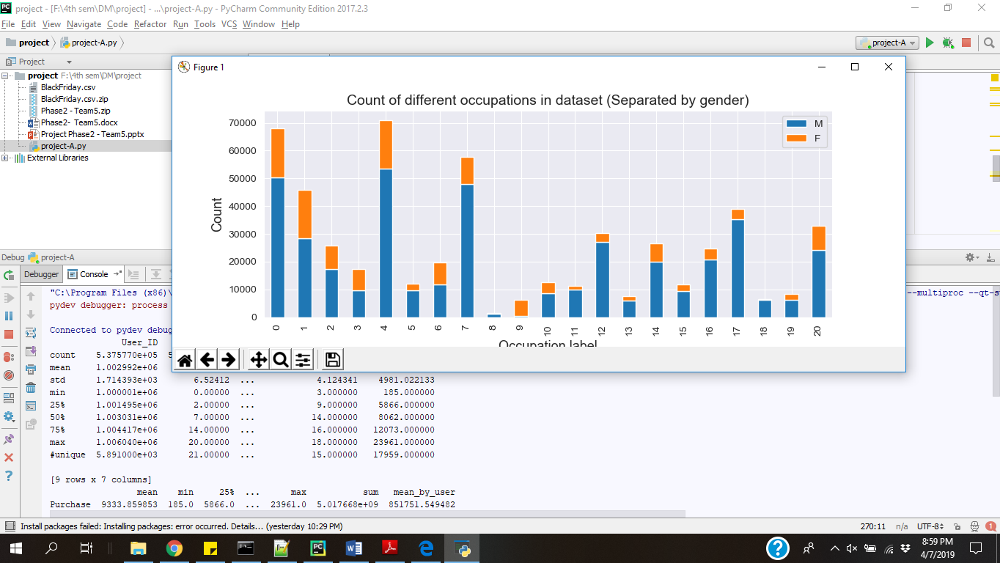 project - [F:\4th sem\DM\project] - ...\project-A.py - PyCharm Community Edition 2017.2.3
File Edit View Navigate Code Refactor Run Tools VCS Window Help
project project-A.py
project-A
Project
project F:\4th sem\DM\project
BlackFriday.csv
BlackFriday.csv.zip
Phase2 - Team5.zip
Phase2- Team5.docx
Project Phase2 - Team5.pptx
project-A.py
External Libraries
Figure 1
Count of different occupations in dataset (Separated by gender)
M
F
70000
60000
50000
40000
30000
20000
10000
0
Count
0 1 2 3 4 5 6 7 8 9 10 11 12 13 14 15 16 17 18 19 20
Occupation label
Debug project-A
Debugger Console
"C:\Program Files (x86)\ --multiproc --qt-s
pydev debugger: process
Connected to pydev debug
User_ID
count 5.375770e+05 5
mean 1.002992e+06
std 1.714393e+03 6.52412 ... 4.124341 4981.022133
min 1.000001e+06 0.00000 ... 3.000000 185.000000
25% 1.001495e+06 2.00000 ... 9.000000 5866.000000
50% 1.003031e+06 7.00000 ... 14.000000 8062.000000
75% 1.004417e+06 14.00000 ... 16.000000 12073.000000
max 1.006040e+06 20.00000 ... 18.000000 23961.000000
#unique 5.891000e+03 21.00000 ... 15.000000 17959.000000
[9 rows x 7 columns]
mean min 25% ... max sum mean_by_user
Purchase 9333.859853 185.0 5866.0 ... 23961.0 5.017668e+09 851751.549482
Install packages failed: Installing packages: error occurred. Details... (yesterday 10:29 PM)
270:11 n/a UTF-8
1
8:59 PM
4/7/2019